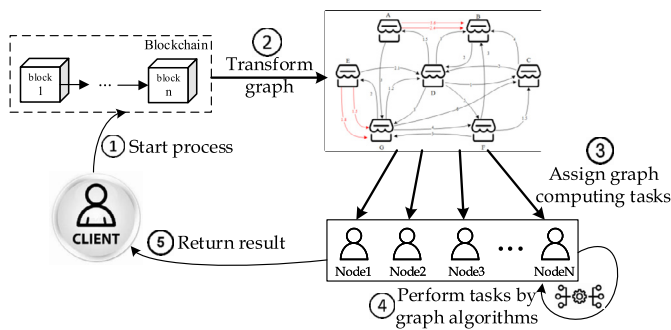 Blockchain
block
1
...
block
n
② Transform
graph
A
B
E
D
C
G
F
① Start process
③
Assign graph
computing tasks
CLIENT
⑤ Return result
Node1
Node2
Node3
...
NodeN
④ Perform tasks by
graph algorithms